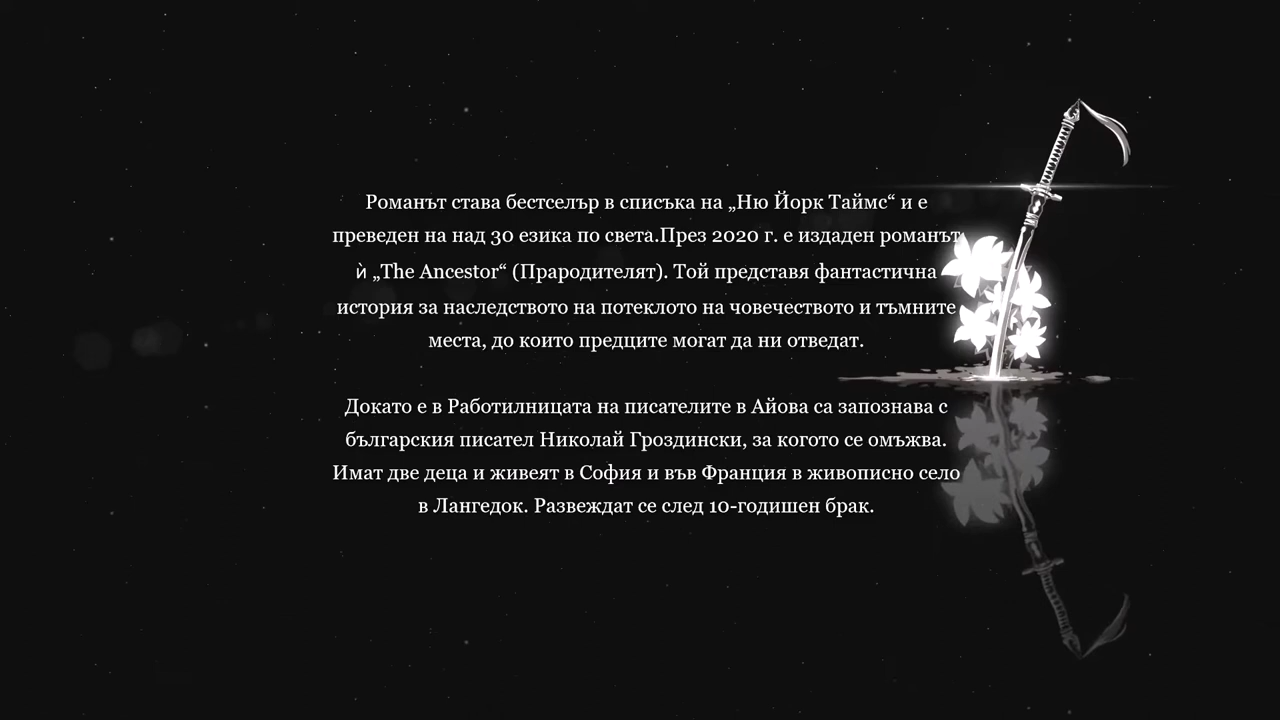 Романът става бестселър в списъка на „Ню Йорк Таймс“ и е
преведен на над 30 езика по света.През 2020 г. е издаден романът
ѝ „The Ancestor“ (Прародителят). Той представя фантастична
история за наследството на потеклото на човечеството и тъмните
места, до които предците могат да ни отведат.
Докато е в Работилницата на писателите в Айова са запознава с
българския писател Николай Гроздински, за когото се омъжва.
Имат две деца и живеят в София и във Франция в живописно село
в Лангедок. Развеждат се след 10-годишен брак.